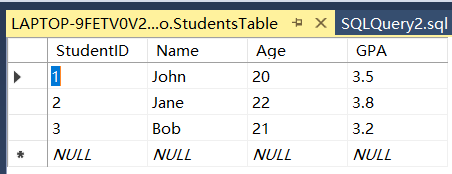 LAPTOP-9FETV0V2...o.StudentsTable SQLQuery2.sql
StudentID Name Age GPA
1 John 20 3.5
2 Jane 22 3.8
3 Bob 21 3.2
NULL NULL NULL NULL